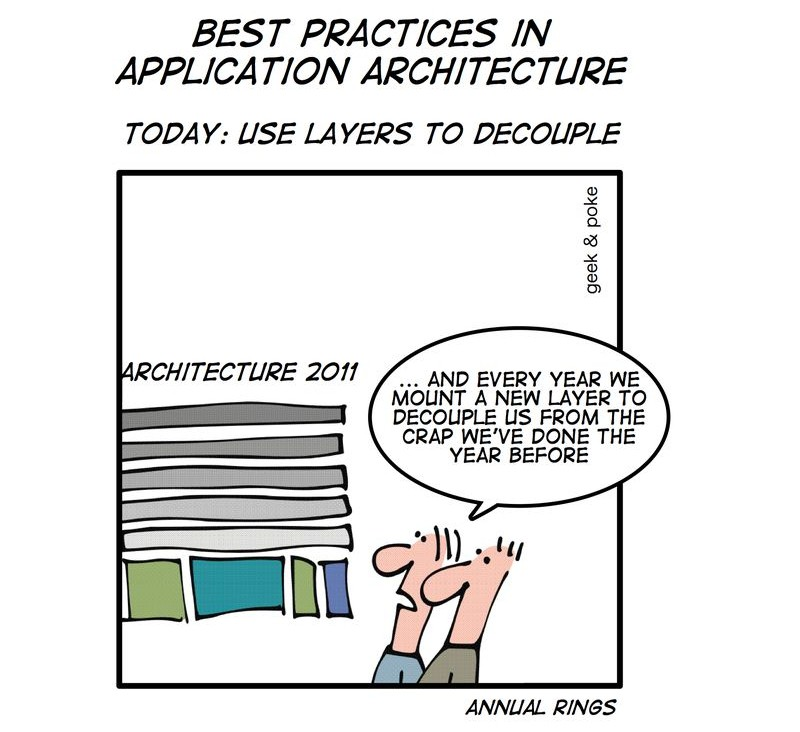 BEST PRACTICES IN
APPLICATION ARCHITECTURE
TODAY: USE LAYERS TO DECOUPLE
geek & poke
ARCHITECTURE 2011
... AND EVERY YEAR WE
MOUNT A NEW LAYER TO
DECOUPLE US FROM THE
CRAP WE'VE DONE THE
YEAR BEFORE
ANNUAL RINGS